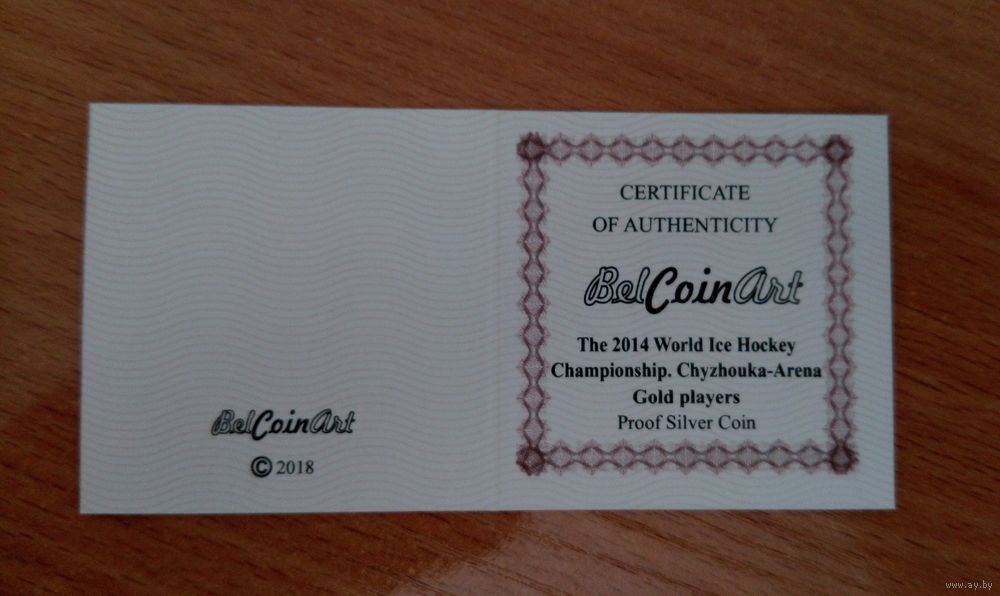 BelCoinArt
© 2018
CERTIFICATE
OF AUTHENTICITY
BelCoinArt
The 2014 World Ice Hockey
Championship. Chyzhouka-Arena
Gold players
Proof Silver Coin
www.ay.by